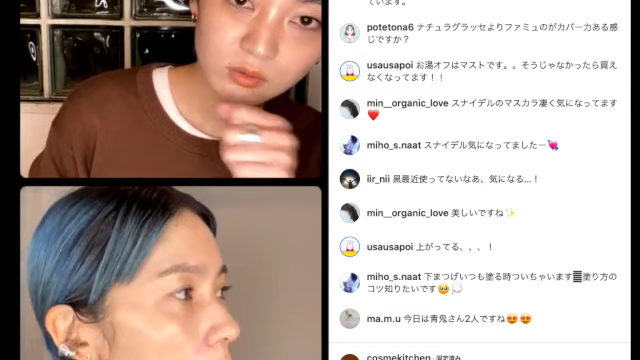 ています。
potetona6 ナチュラグラッセよりファミュのがカバー力ある感
じですか？
usausapoi お湯オフはマストです。。そうじゃなかったら買え
なくなってます！！
min__organic_love スナイデルのマスカラ凄く気になってます
❤️
miho_s.naat スナイデル気になってました…💘
iir_nii 黒最近使ってないなあ、気になる...！
min__organic_love 美しいですね✨
usausapoi 上がってる、、、！
miho_s.naat 下まつげいつも塗る時ついちゃいます▒塗り方の
コツ知りたいです🥹💭
ma.m.u 今日は青鬼さん2人ですね😍😍
cosmekitchen · 固定済み